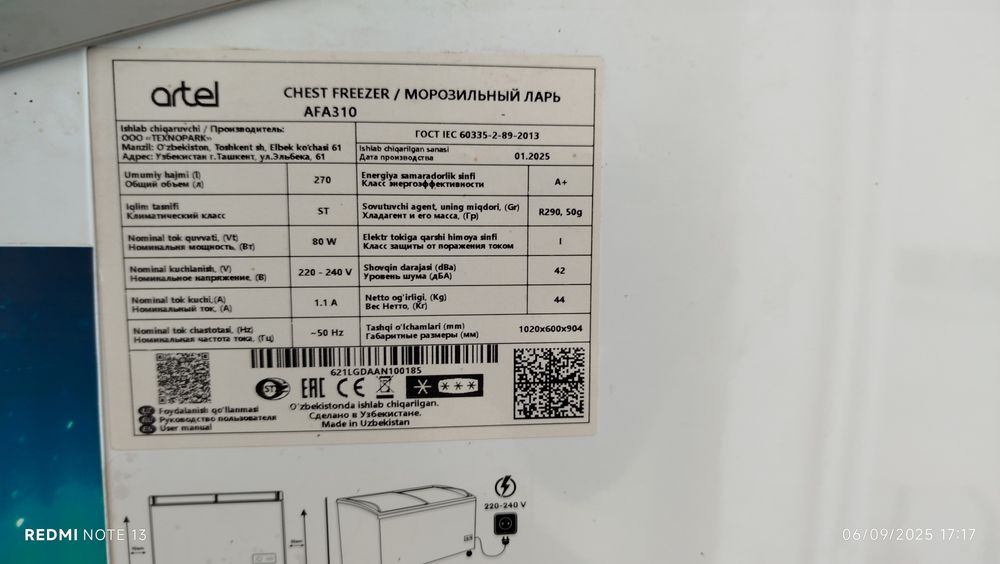 artel
CHEST FREEZER / МОРОЗИЛЬНЫЙ ЛАРЬ
AFA310
Ishlab chiqaruvchi / Производитель:
ООО «TEXNOPARK»
Manzil: O'zbekiston, Toshkent sh, Elbek ko'chasi 61
Адрес: Узбекистан г.Ташкент, ул.Эльбека, 61
ГОСТ IEC 60335-2-89-2013
Ishlab chiqarilgan sanasi
Дата производства
01.2025
Umumiy hajmi (l)
Общий объем (л)
270
Energiya samaradorlik sinfi
Класс энергоэффективности
A+
Iqlim tasnifi
Климатический класс
ST
Sovutuvchi agent, uning miqdori, (Gr)
Хладагент и его масса, (Гр)
R290, 50g
Nominal tok quvvati, (Vt)
Номинальня мощность, (Вт)
80 W
Elektr tokiga qarshi himoya sinfi
Класс защиты от поражения током
I
Nominal kuchlanish, (V)
Номинальное напряжение, (В)
220 - 240 V
Shovqin darajasi (dBa)
Уровень шума (дБА)
42
Nominal tok kuchi,(A)
Номинальный ток, (А)
1.1 A
Netto og'irligi, (Kg)
Вес Нетто, (Кг)
44
Nominal tok chastotasi, (Hz)
Номинальная частота тока, (Гц)
~50 Hz
Tashqi o'lchamlari (mm)
Габаритные размеры (мм)
1020x600x904
621LGDAAN100185
ST
EAC CE
O'zbekistonda ishlab chiqarilgan.
Сделано в Узбекистане.
Made in Uzbekistan
Foydalanish qo'llanmasi
Руководство пользователя
User manual
220-240 V
REDMI NOTE 13
06/09/2025 17:17